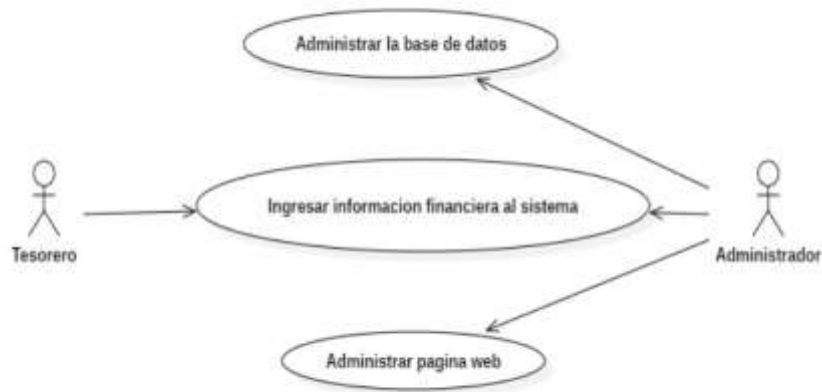 Administrar la base de datos
Ingresar informacion financiera al sistema
Tesorero
Administrador
Administrar pagina web